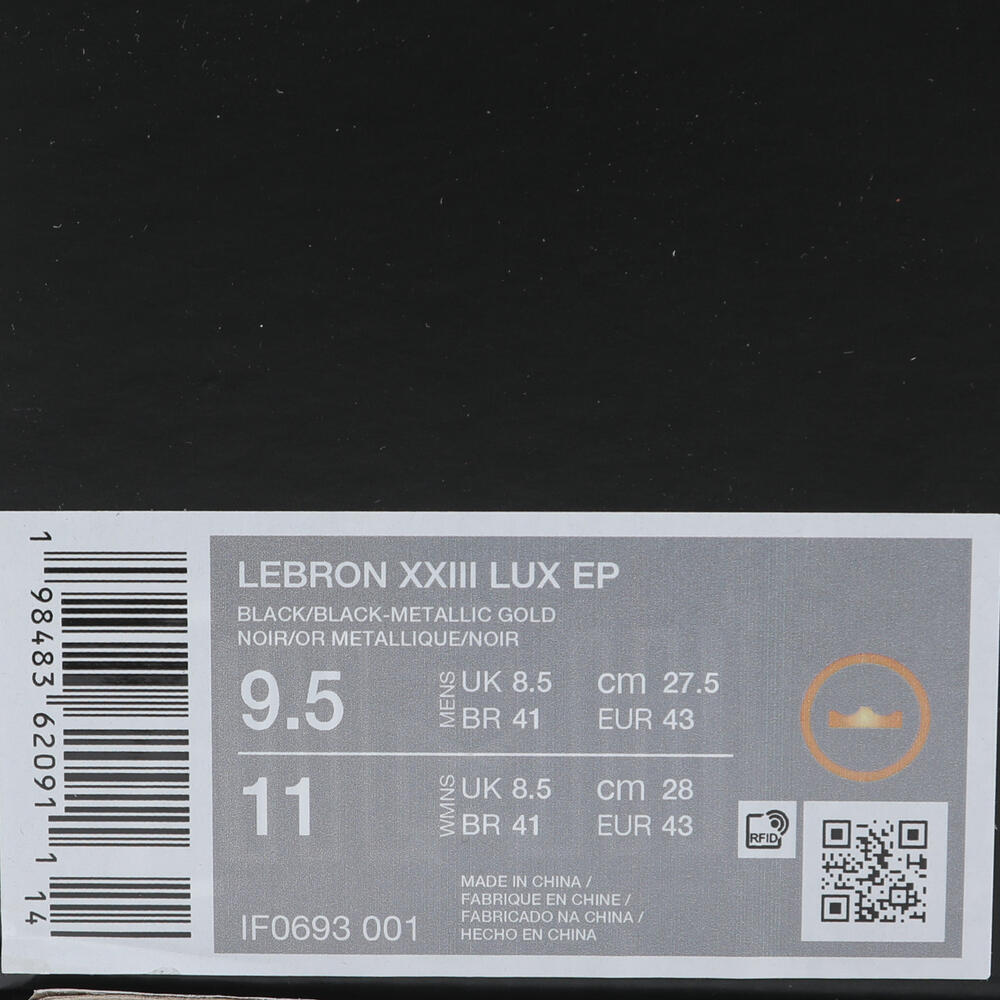 LEBRON XXIII LUX EP
BLACK/BLACK-METALLIC GOLD
NOIR/OR METALLIQUE/NOIR
9.5 MENS UK 8.5 cm 27.5
BR 41 EUR 43
11 WMNS UK 8.5 cm 28
BR 41 EUR 43
RFID
MADE IN CHINA /
FABRIQUE EN CHINE /
FABRICADO NA CHINA /
HECHO EN CHINA
IF0693 001
1 98483 62091 1 14